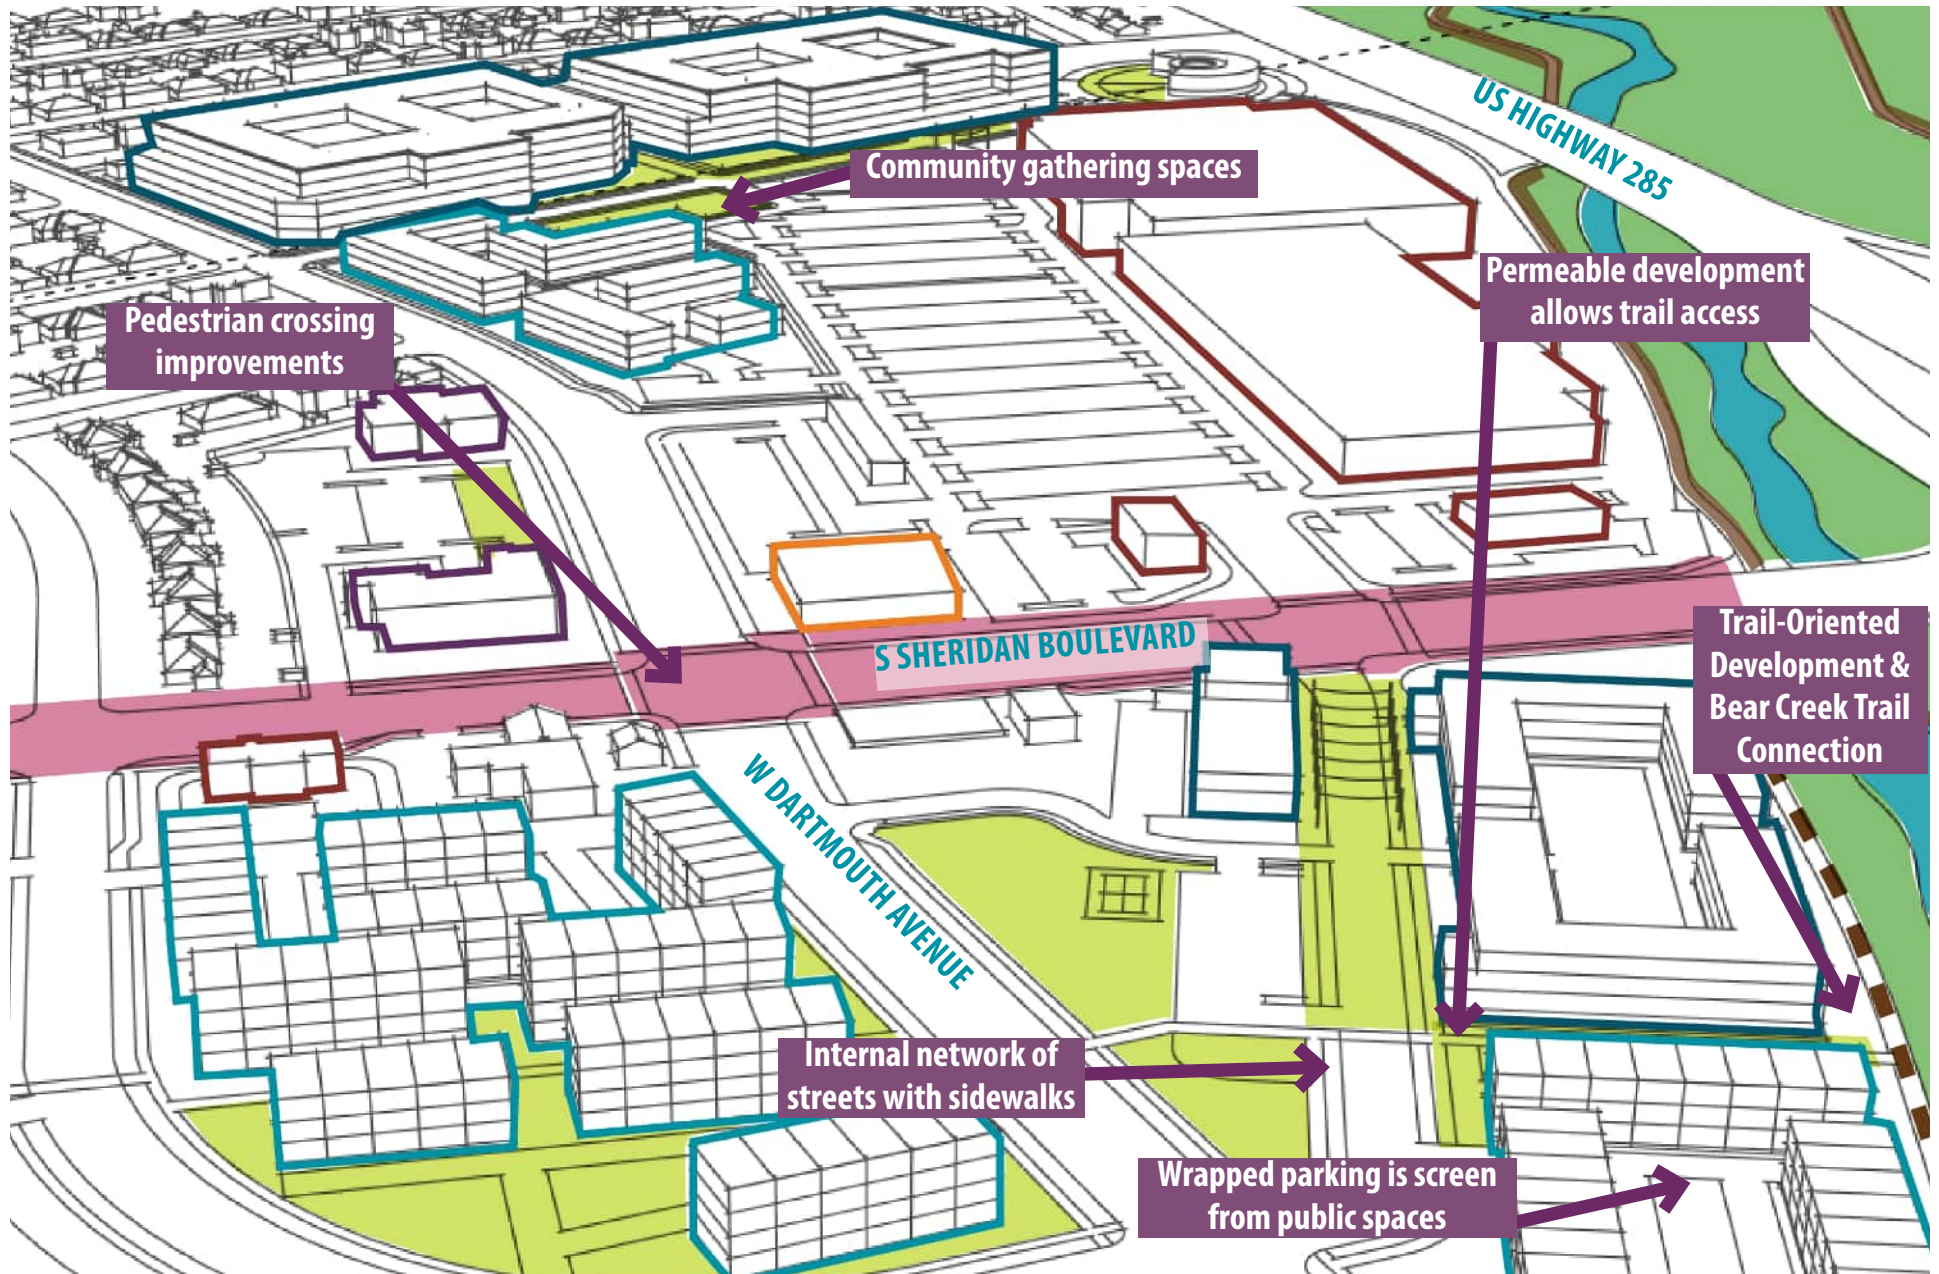 US HIGHWAY 285
Community gathering spaces
Permeable development
allows trail access
Pedestrian crossing
improvements
S SHERIDAN BOULEVARD
Trail-Oriented
Development &
Bear Creek Trail
Connection
W DARTMOUTH AVENUE
Internal network of
streets with sidewalks
Wrapped parking is screen
from public spaces